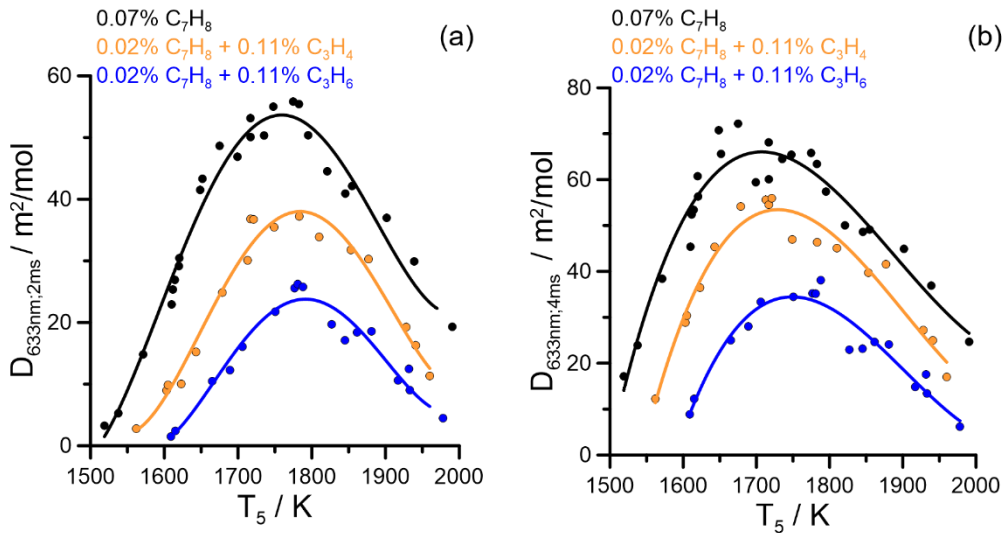 0.07% C₇H₈
0.02% C₇H₈ + 0.11% C₃H₄
0.02% C₇H₈ + 0.11% C₃H₆
(a)
60
40
20
0
D₆₃₃ₙₘ;₂ₘₛ / m²/mol
1500 1600 1700 1800 1900 2000
T₅ / K
0.07% C₇H₈
0.02% C₇H₈ + 0.11% C₃H₄
0.02% C₇H₈ + 0.11% C₃H₆
(b)
80
60
40
20
0
D₆₃₃ₙₘ;₄ₘₛ / m²/mol
1500 1600 1700 1800 1900 2000
T₅ / K